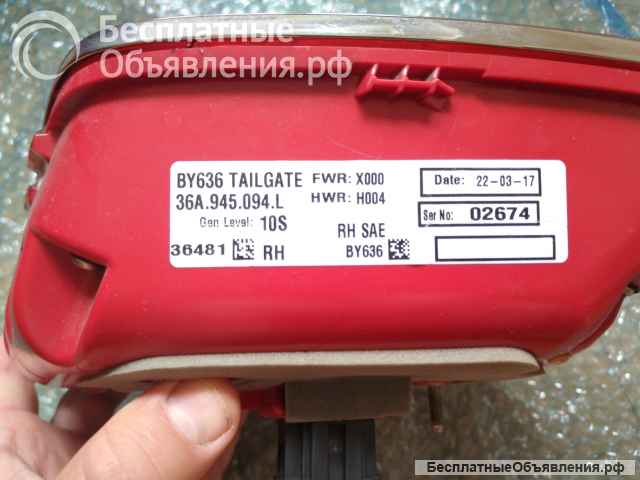 Бесплатные
Объявления.рф
BY636 TAILGATE FWR: X000
36A.945.094.L HWR: H004
Gen Level: 10S
RH SAE
36481 RH BY636
Date: 22-03-17
Ser No: 02674
БесплатныеОбъявления.рф